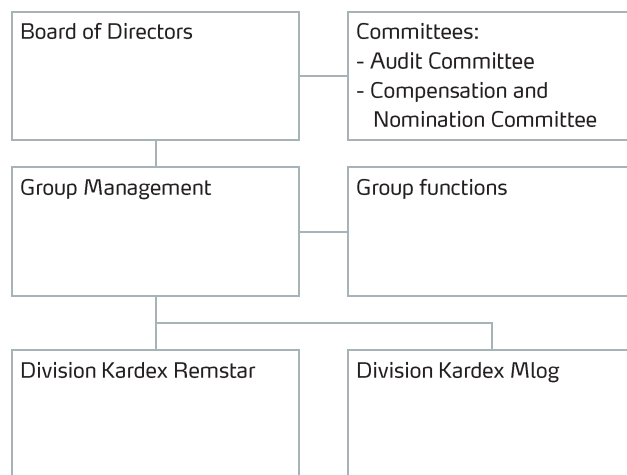 Board of Directors
Committees:
- Audit Committee
- Compensation and
Nomination Committee
Group Management
Group functions
Division Kardex Remstar
Division Kardex Mlog